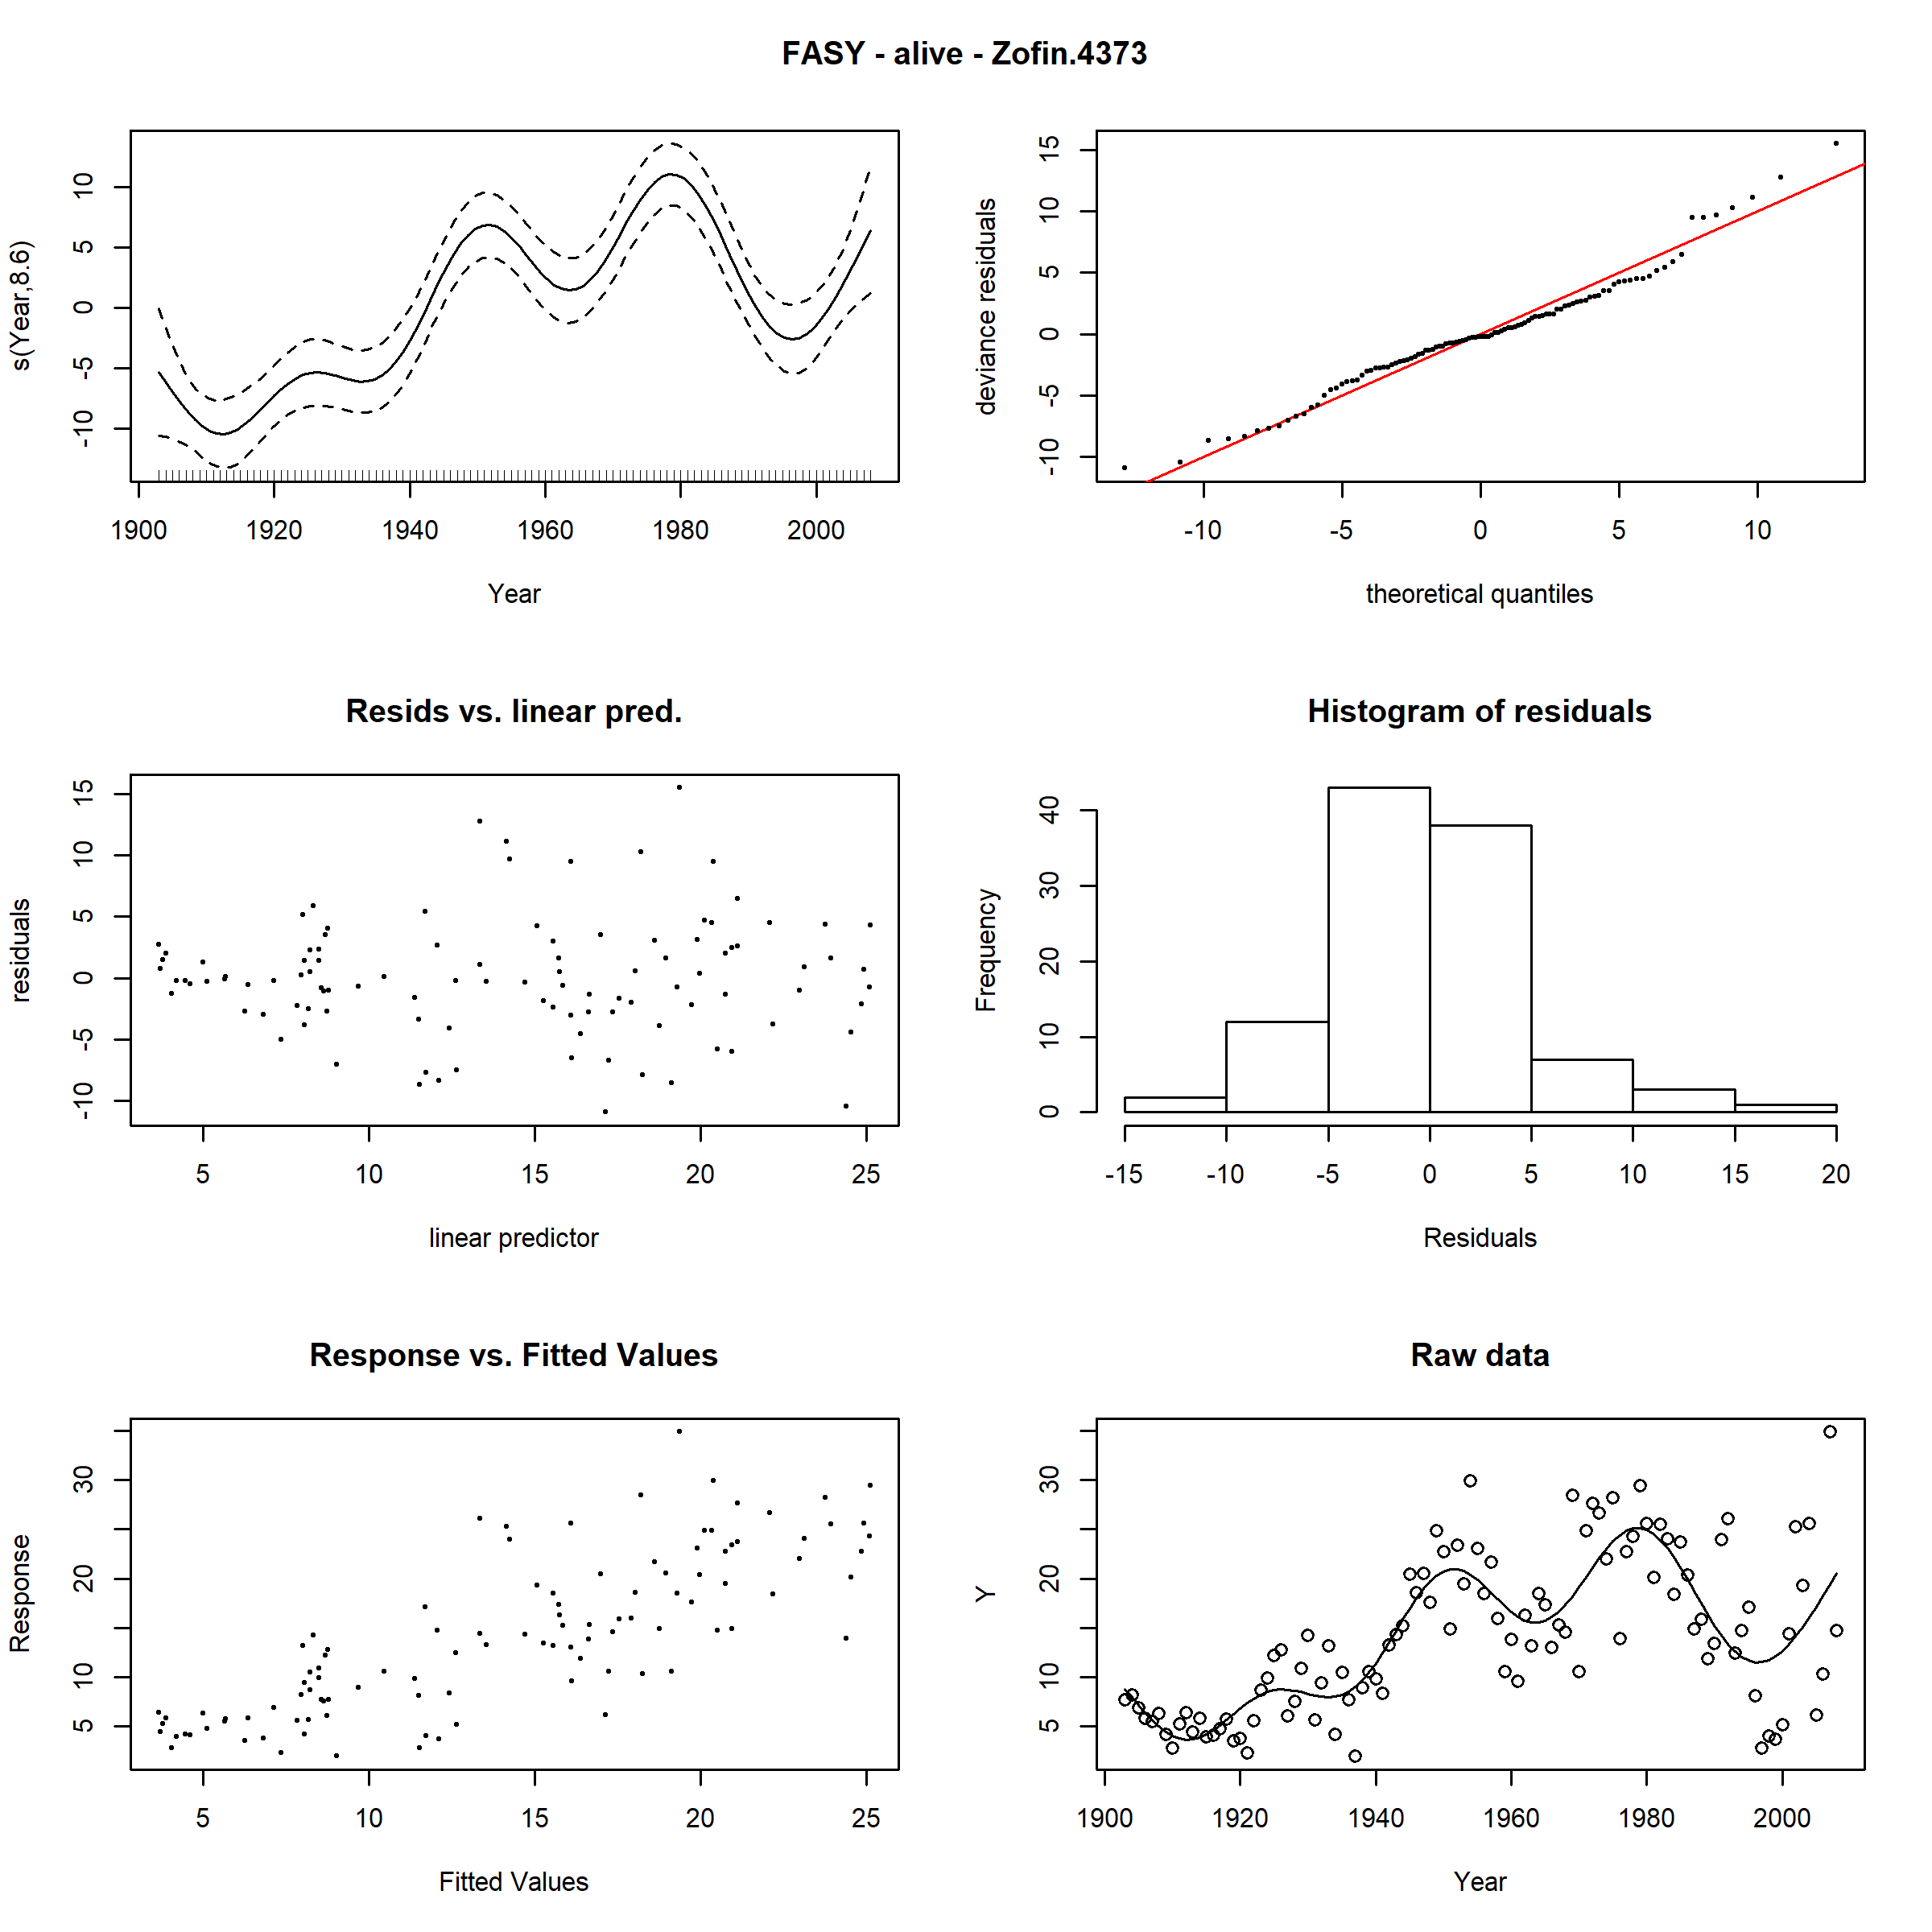 FASY - alive - Zofin.4373
s(Year,8.6)
10
5
0
-5
-10
1900 1920 1940 1960 1980 2000
Year
deviance residuals
15
10
5
0
-5
-10
-10 -5 0 5 10
theoretical quantiles
Resids vs. linear pred.
residuals
15
10
5
0
-5
-10
5 10 15 20 25
linear predictor
Histogram of residuals
Frequency
40
30
20
10
0
-15 -10 -5 0 5 10 15 20
Residuals
Response vs. Fitted Values
Response
30
20
10
5
5 10 15 20 25
Fitted Values
Raw data
Y
30
20
10
5
1900 1920 1940 1960 1980 2000
Year